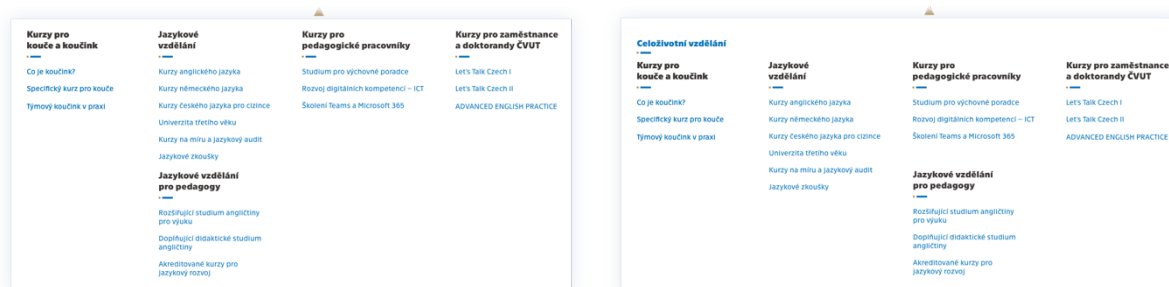 Kurzy pro
kouče a koučink
Co je koučink?
Specifický kurz pro kouče
Týmový koučink v praxi
Jazykové
vzdělání
Kurzy anglického jazyka
Kurzy německého jazyka
Kurzy českého jazyka pro cizince
Univerzita třetího věku
Kurzy na míru a jazykový audit
Jazykové zkoušky
Jazykové vzdělání
pro pedagogy
Rozšiřující studium angličtiny
pro výuku
Doplňující didaktické studium
angličtiny
Akreditované kurzy pro
jazykový rozvoj
Kurzy pro
pedagogické pracovníky
Studium pro výchovné poradce
Rozvoj digitálních kompetencí – ICT
Školení Teams a Microsoft 365
Kurzy pro zaměstnance
a doktorandy ČVUT
Let's Talk Czech I
Let's Talk Czech II
ADVANCED ENGLISH PRACTICE
Celoživotní vzdělání
Kurzy pro
kouče a koučink
Co je koučink?
Specifický kurz pro kouče
Týmový koučink v praxi
Jazykové
vzdělání
Kurzy anglického jazyka
Kurzy německého jazyka
Kurzy českého jazyka pro cizince
Univerzita třetího věku
Kurzy na míru a jazykový audit
Jazykové zkoušky
Kurzy pro
pedagogické pracovníky
Studium pro výchovné poradce
Rozvoj digitálních kompetencí – ICT
Školení Teams a Microsoft 365
Jazykové vzdělání
pro pedagogy
Rozšiřující studium angličtiny
pro výuku
Doplňující didaktické studium
angličtiny
Akreditované kurzy pro
jazykový rozvoj
Kurzy pro zaměstnance
a doktorandy ČVUT
Let's Talk Czech I
Let's Talk Czech II
ADVANCED ENGLISH PRACTICE